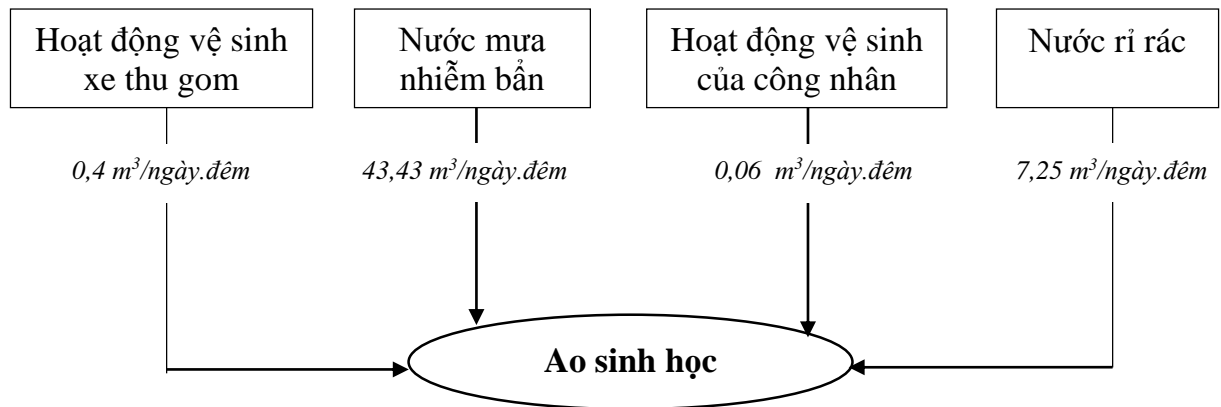 Hoạt động vệ sinh
xe thu gom
Nước mưa
nhiễm bẩn
Hoạt động vệ sinh
của công nhân
Nước rỉ rác
0,4 m³/ngày.đêm
43,43 m³/ngày.đêm
0,06 m³/ngày.đêm
7,25 m³/ngày.đêm
Ao sinh học